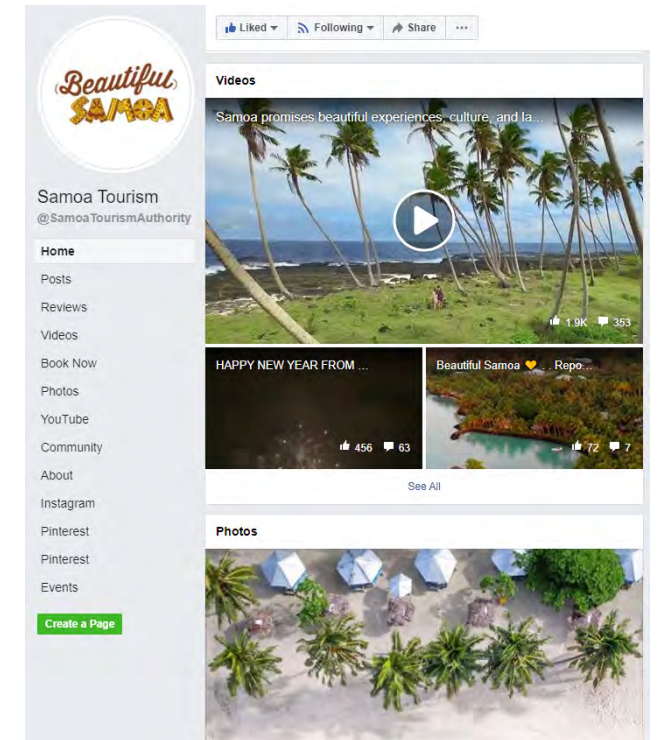 Beautiful
SAMOA
Samoa Tourism
@SamoaTourismAuthority
Home
Posts
Reviews
Videos
Book Now
Photos
YouTube
Community
About
Instagram
Pinterest
Pinterest
Events
Create a Page
Liked
Following
Share
Videos
Samoa promises beautiful experiences, culture, and la...
1.9K 353
HAPPY NEW YEAR FROM ...
456 63
Beautiful Samoa 💛 . . Repo...
72 7
See All
Photos